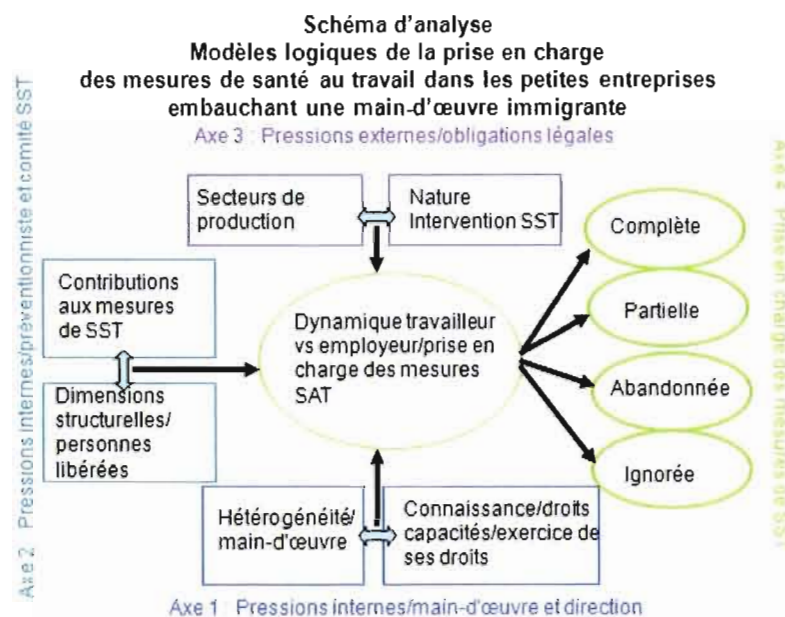 Schéma d'analyse
Modèles logiques de la prise en charge
des mesures de santé au travail dans les petites entreprises
embauchant une main-d'œuvre immigrante
Axe 3 : Pressions externes/obligations légales
Secteurs de
production
Nature
Intervention SST
Axe 2 Pressions internes/préventionniste et comité SST
Contributions
aux mesures
de SST
Dimensions
structurelles/
personnes
libérées
Dynamique travailleur
vs employeur/prise en
charge des mesures
SAT
Complète
Partielle
Abandonnée
Ignorée
Prise en charge des mesures de SST
Hétérogénéité/
main-d'œuvre
Connaissance/droits
capacités/exercice de
ses droits
Axe 1 : Pressions internes/main-d'œuvre et direction